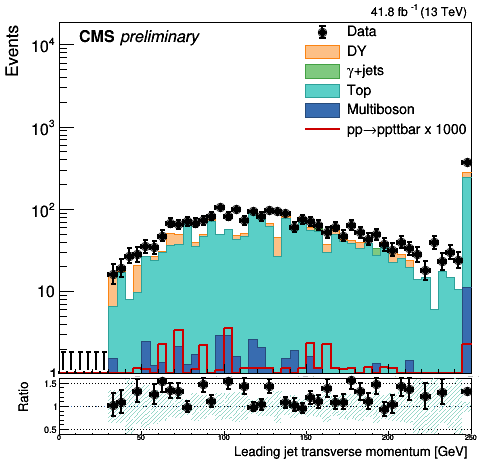 41.8 fb⁻¹ (13 TeV)
CMS preliminary
Data
DY
γ+jets
Top
Multiboson
pp→ppttbar x 1000
Events
10⁴
10³
10²
10
1
Ratio
1.5
1
0.5
0 50 100 150 200 250
Leading jet transverse momentum [GeV]